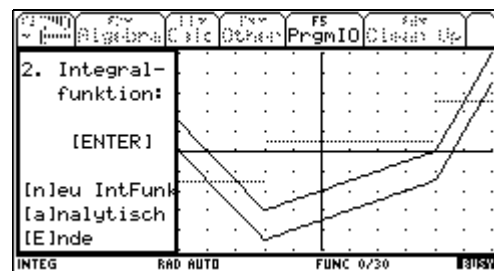 F5
Algebra Calc Other PrgmIO Clean Up
2. Integral-
funktion:
[ENTER]
[n]eu IntFunk
[a]nalytisch
[E]nde
INTEG RAD AUTO FUNC 0/30 BUSY